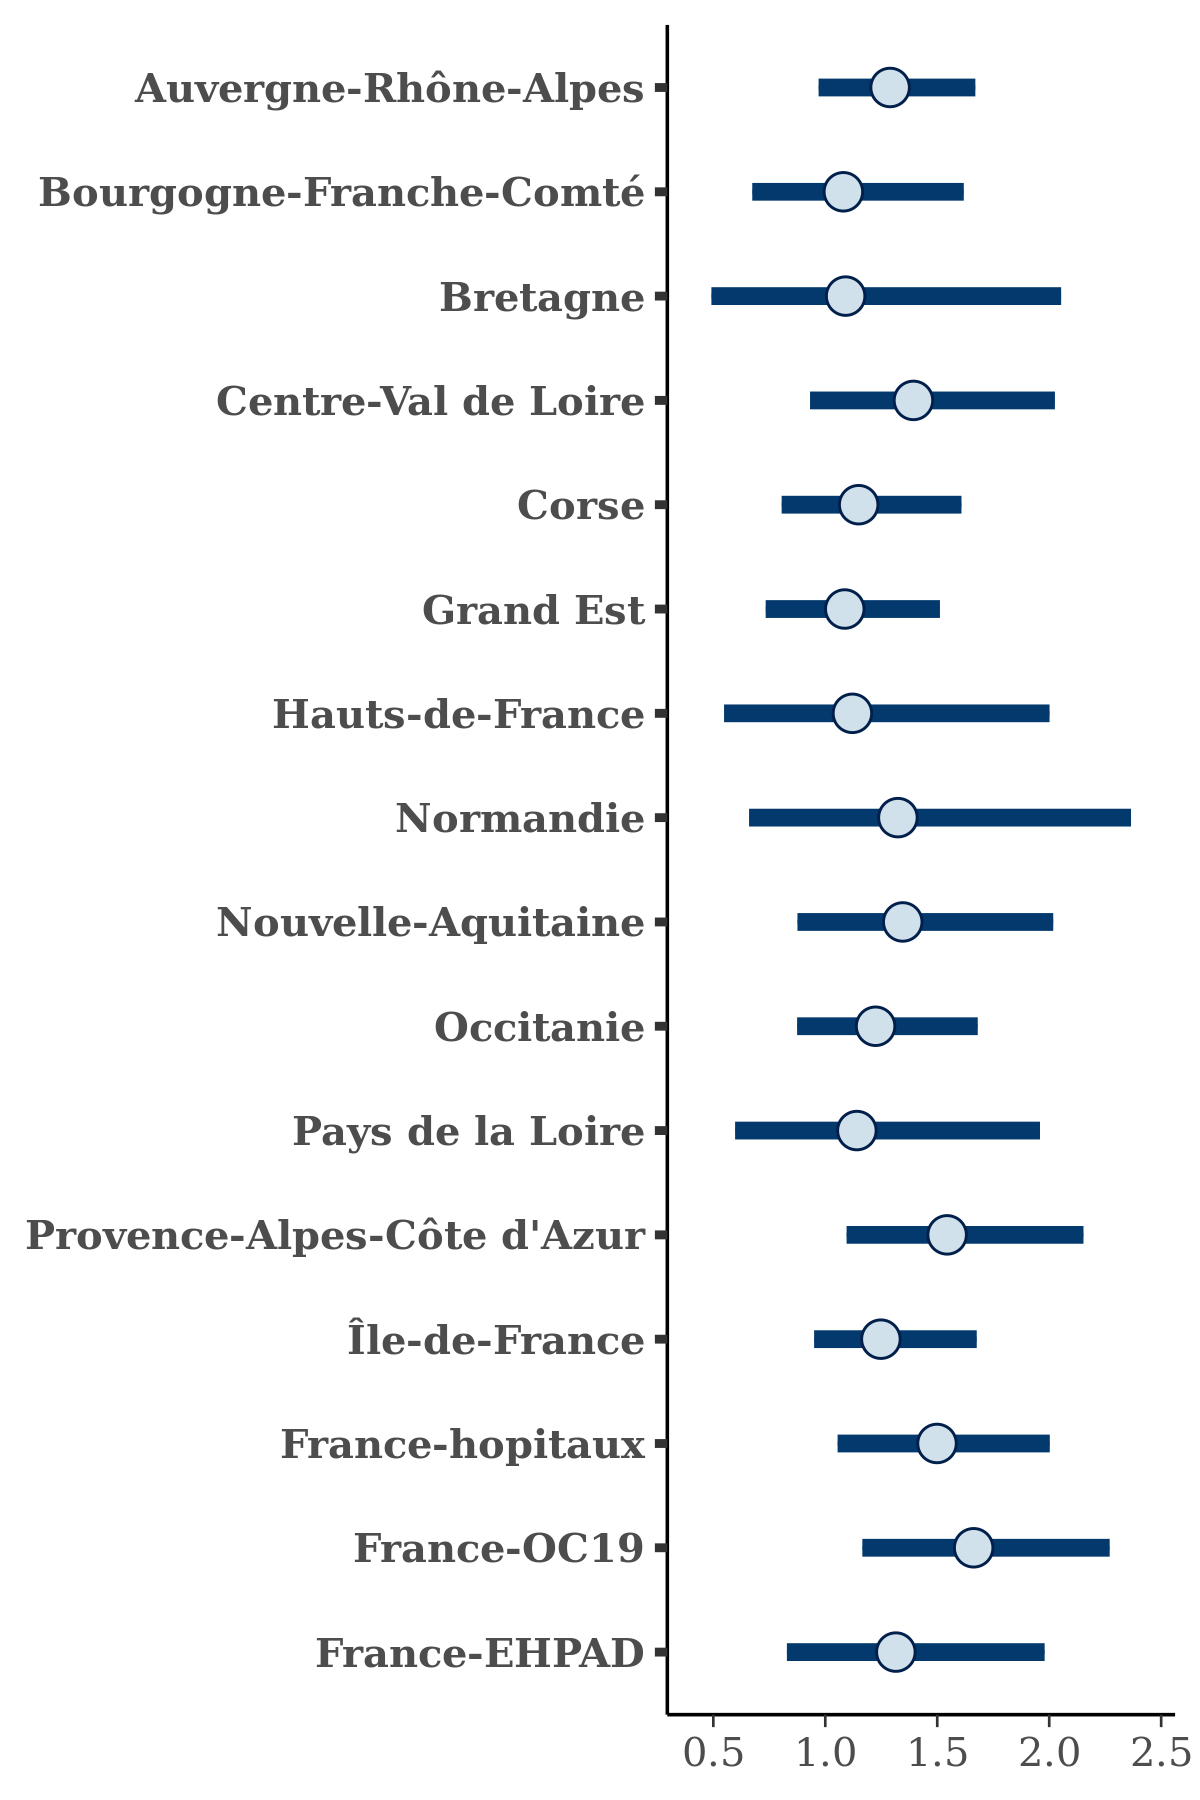 Auvergne-Rhône-Alpes
Bourgogne-Franche-Comté
Bretagne
Centre-Val de Loire
Corse
Grand Est
Hauts-de-France
Normandie
Nouvelle-Aquitaine
Occitanie
Pays de la Loire
Provence-Alpes-Côte d'Azur
Île-de-France
France-hopitaux
France-OC19
France-EHPAD
0.5 1.0 1.5 2.0 2.5